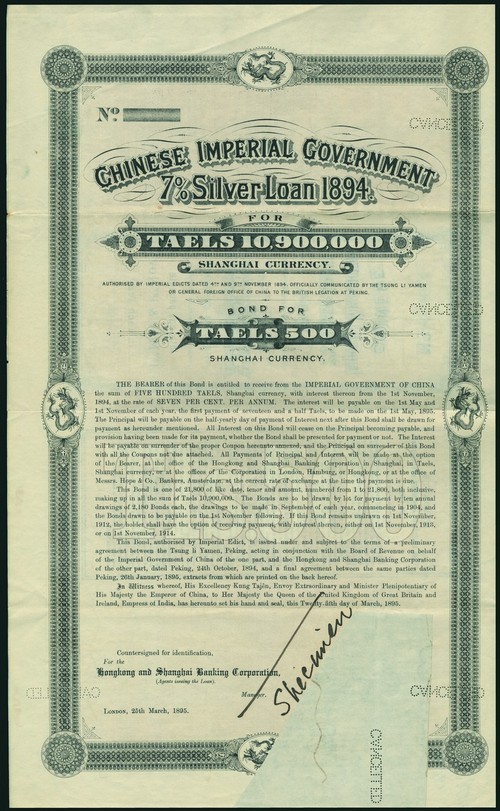 No.
CANCELLED
CHINESE IMPERIAL GOVERNMENT
7% Silver Loan 1894.
FOR
TAELS 10,900,000
SHANGHAI CURRENCY.
AUTHORISED BY IMPERIAL EDICTS DATED 4TH AND 9TH NOVEMBER 1894, OFFICIALLY COMMUNICATED BY THE TSUNG LI YAMEN
OR GENERAL FOREIGN OFFICE OF CHINA TO THE BRITISH LEGATION AT PEKING.
CANCELLED
BOND FOR
TAELS 500
SHANGHAI CURRENCY.
THE BEARER of this Bond is entitled to receive from the IMPERIAL GOVERNMENT OF CHINA
the sum of FIVE HUNDRED TAELS, Shanghai currency, with interest thereon from the 1st November,
1894, at the rate of SEVEN PER CENT. PER ANNUM. The interest will be payable on the 1st May and
1st November of each year, the first payment of seventeen and a half Taels, to be made on the 1st May, 1895.
The Principal will be payable on the half-yearly day of payment of Interest next after this Bond shall be drawn for
payment as hereunder mentioned. All Interest on this Bond will cease on the Principal becoming payable, and
provision having been made for its payment, whether the Bond shall be presented for payment or not. The Interest
will be payable on surrender of the proper Coupon hereunto annexed, and the Principal on surrender of this Bond
with all the Coupons not due attached. All Payments of Principal and Interest will be made at the option
of the Bearer, at the office of the Hongkong and Shanghai Banking Corporation in Shanghai, in Taels,
Shanghai currency, or at the offices of the Corporation in London, Hamburg, or Hongkong, or at the office of
Messrs. Hope & Co., Bankers, Amsterdam, at the current rate of exchange at the time the payment is due.
This Bond is one of 21,800 of like date, tenor and amount, numbered from 1 to 21,800, both inclusive,
making up in all the sum of Taels 10,900,000. The Bonds are to be drawn by lot for payment by ten annual
drawings of 2,180 Bonds each, the drawings to be made in September of each year, commencing in 1904, and
the Bonds drawn to be payable on the 1st November following. If this Bond remains undrawn on 1st November,
1912, the holder shall have the option of deferring payment, with interest thereon, either on 1st November, 1913,
or on 1st November, 1914.
This Bond, authorised by Imperial Edict, is issued under and subject to the terms of a preliminary
agreement between the Tsung li Yamen, Peking, acting in conjunction with the Board of Revenue on behalf
of the Imperial Government of China of the one part, and the Hongkong and Shanghai Banking Corporation
of the other part, dated Peking, 24th October, 1894, and a final agreement between the same parties dated
Peking, 26th January, 1895, extracts from which are printed on the back hereof.
In Witness whereof, His Excellency Kung Tajên, Envoy Extraordinary and Minister Plenipotentiary of
His Majesty the Emperor of China, to Her Majesty the Queen of the United Kingdom of Great Britain and
Ireland, Empress of India, has hereunto set his hand and seal, this Twenty-fifth day of March, 1895.
Countersigned for identification,
For the
Hongkong and Shanghai Banking Corporation,
(Agents issuing the Loan).
Manager.
Specimen
CANCELLED
CANCELLED
London, 25th March, 1895.
CANCELLED